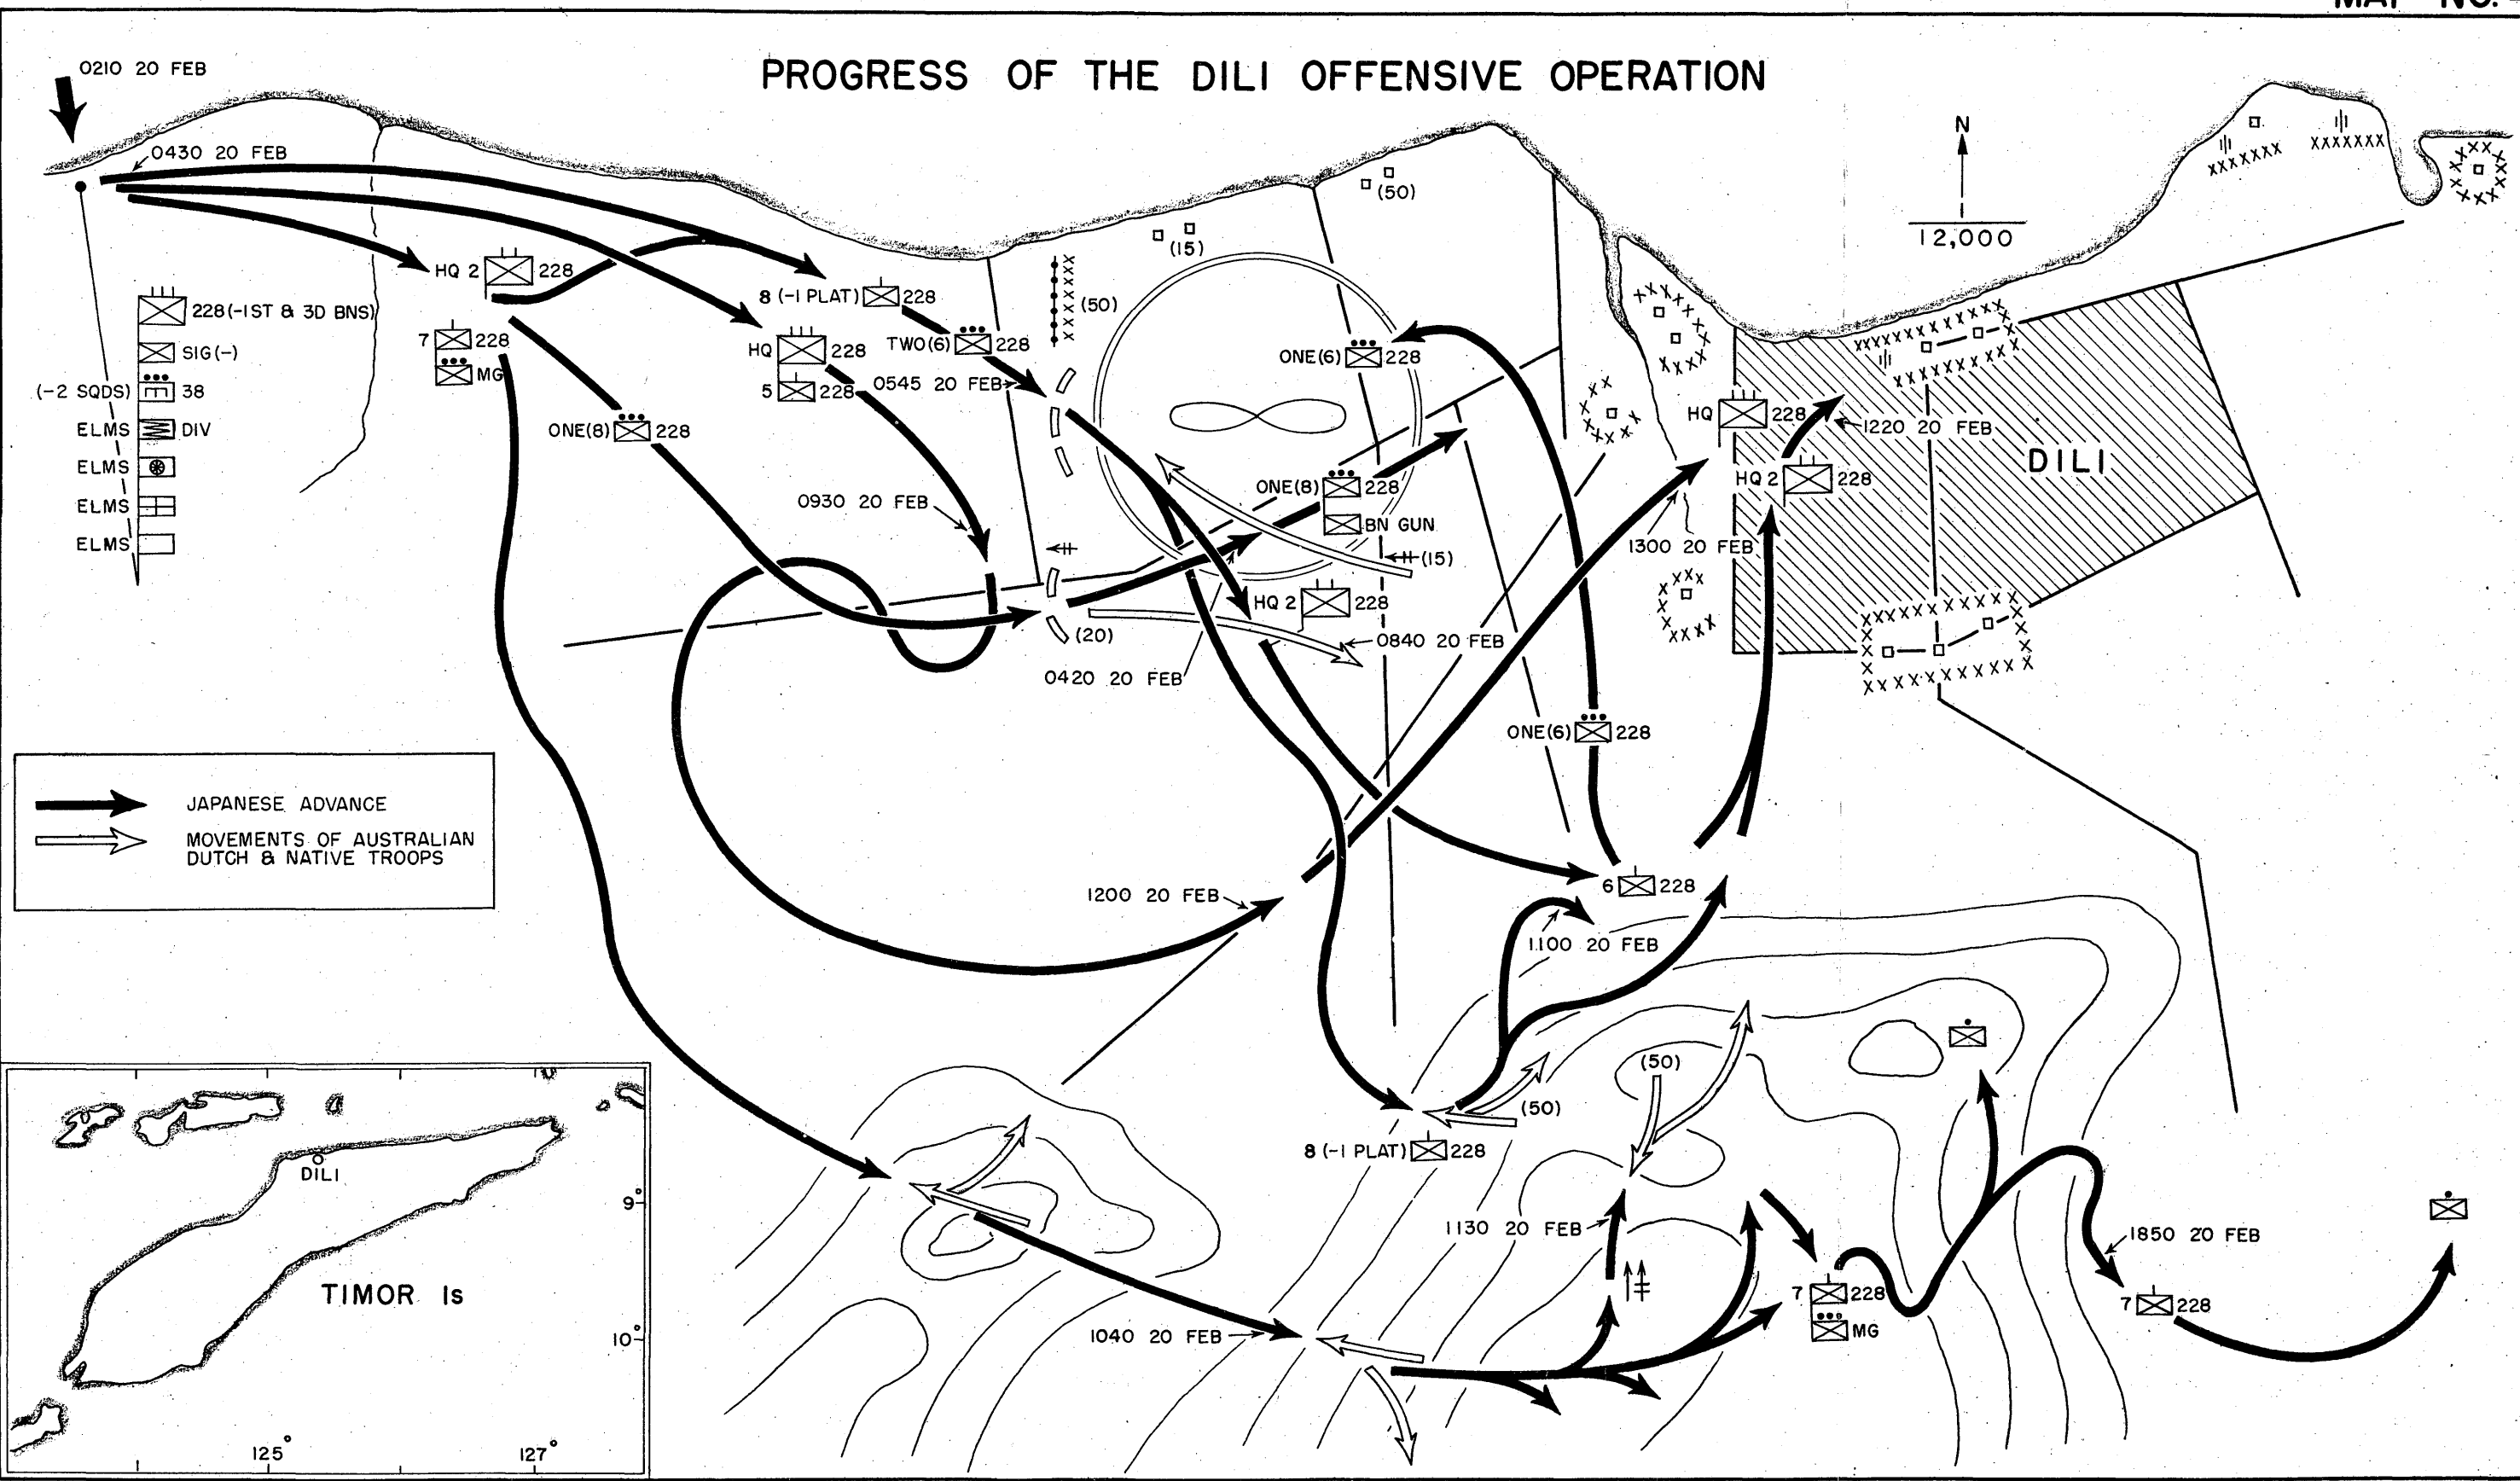 MAP NO.
PROGRESS OF THE DILI OFFENSIVE OPERATION
0210 20 FEB
0430 20 FEB
N
12,000
228(-1ST & 3D BNS)
SIG(-)
(-2 SQDS) 38
ELMS DIV
ELMS
ELMS
ELMS
HQ 2 228
7 228
MG
8 (-1 PLAT) 228
TWO(6) 228
HQ 228
5 228
0545 20 FEB
ONE(8) 228
0930 20 FEB
(50)
(15)
(50)
ONE(6) 228
ONE(8) 228
BN GUN
(15)
HQ 2 228
(20)
0840 20 FEB
0420 20 FEB
HQ 228
1220 20 FEB
HQ 2 228
DILI
1300 20 FEB
ONE(6) 228
JAPANESE ADVANCE
MOVEMENTS OF AUSTRALIAN
DUTCH & NATIVE TROOPS
1200 20 FEB
6 228
1100 20 FEB
(50)
(50)
8 (-1 PLAT) 228
1130 20 FEB
1040 20 FEB
7 228
MG
1850 20 FEB
7 228
DILI
TIMOR Is
9°
10°
125°
127°